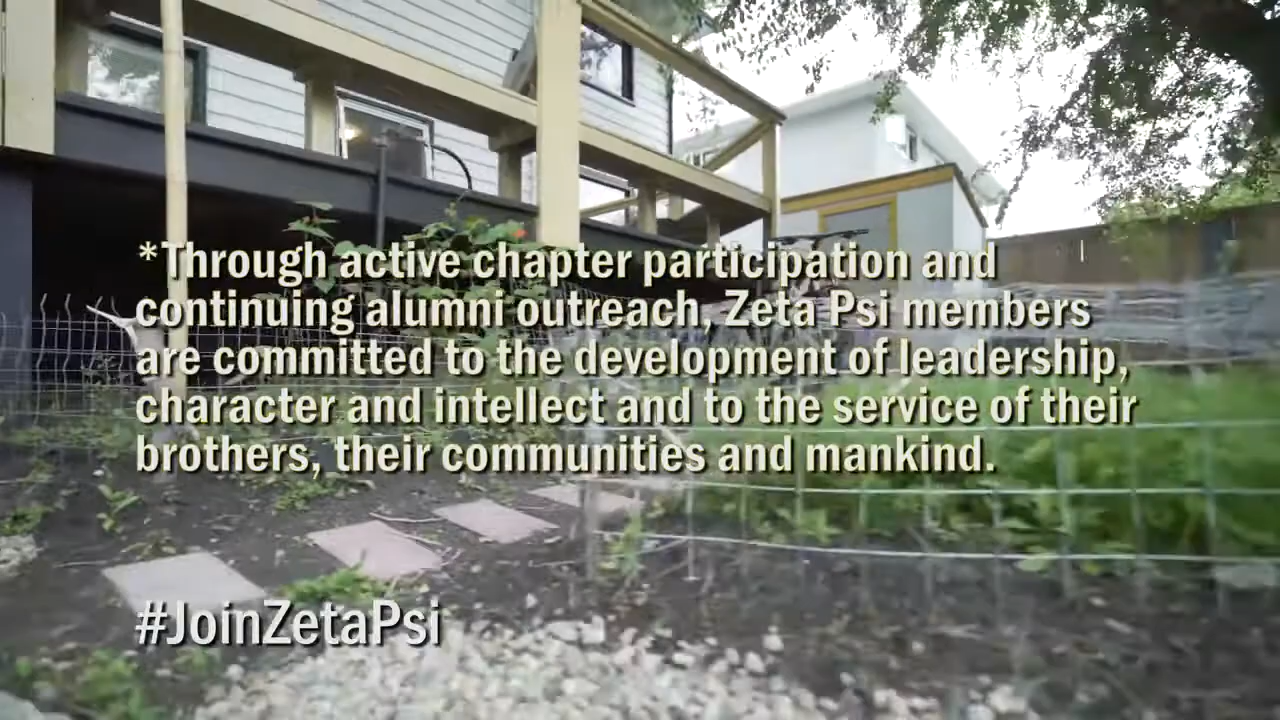 *Through active chapter participation and
continuing alumni outreach, Zeta Psi members
are committed to the development of leadership,
character and intellect and to the service of their
brothers, their communities and mankind.
#JoinZetaPsi